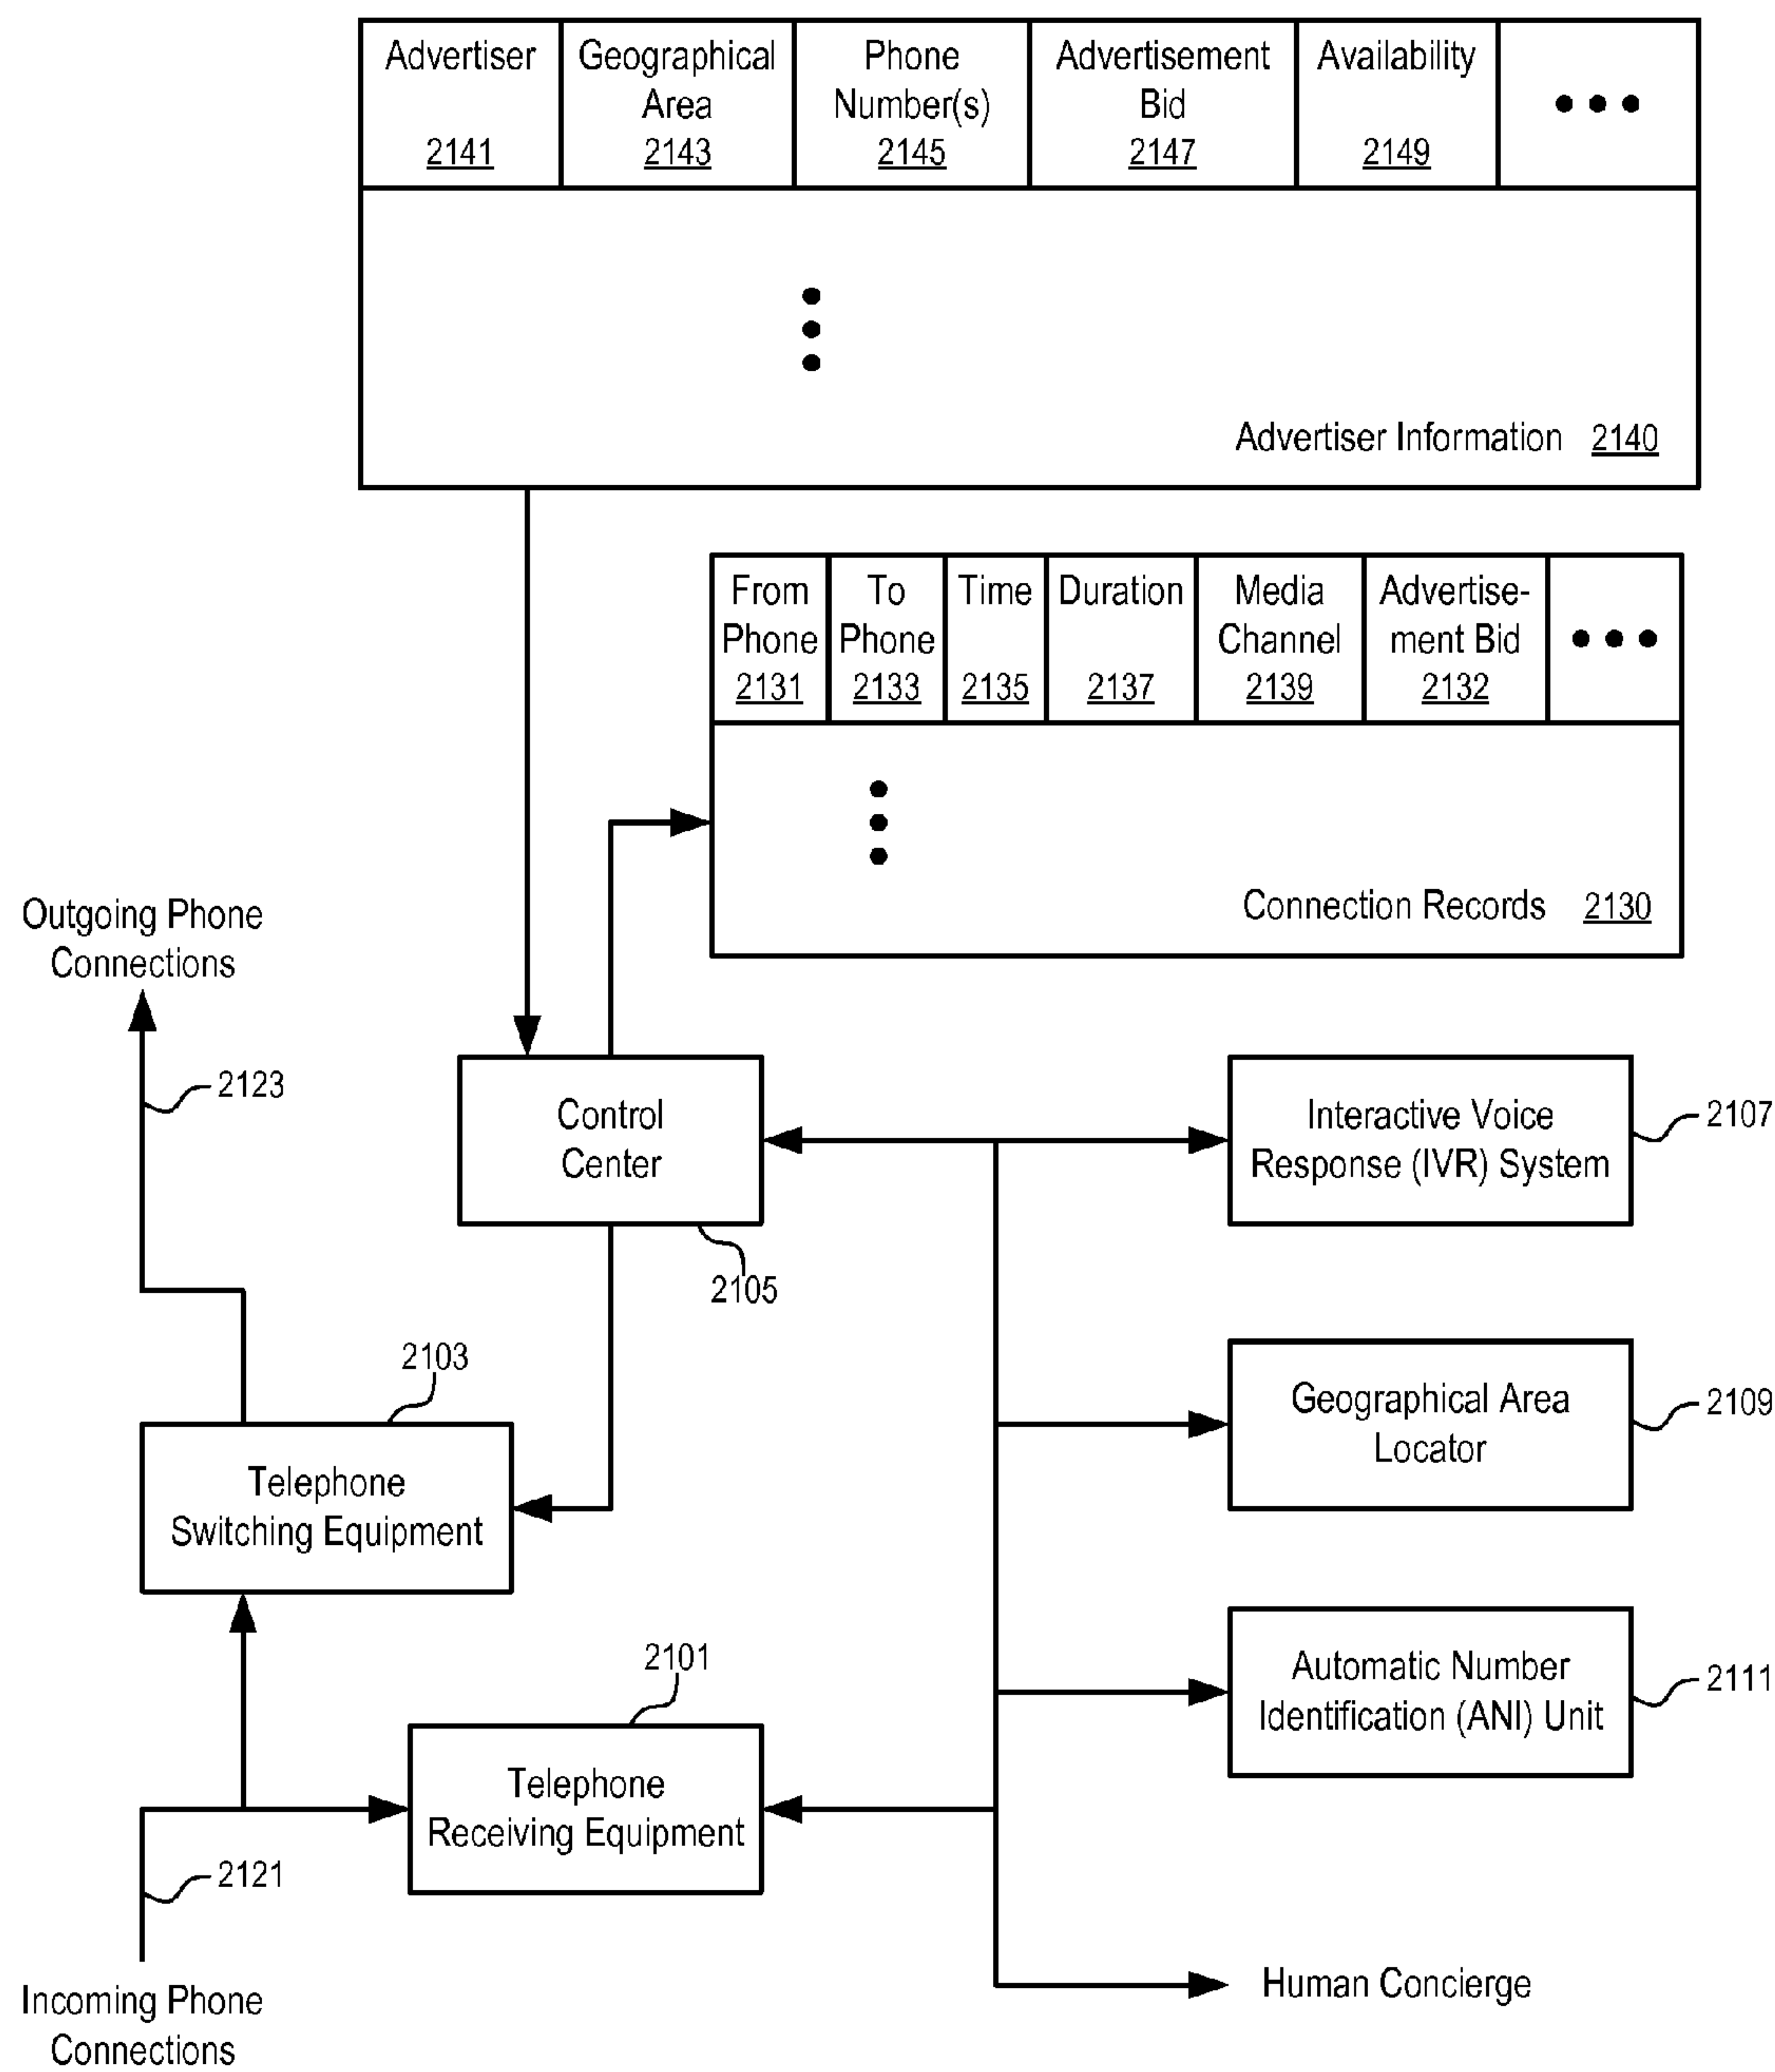 Advertiser
2141
Geographical
Area
2143
Phone
Number(s)
2145
Advertisement
Bid
2147
Availability
2149
Advertiser Information 2140
From
Phone
2131
To
Phone
2133
Time
2135
Duration
2137
Media
Channel
2139
Advertise-
ment Bid
2132
Connection Records 2130
Outgoing Phone
Connections
2123
Control
Center
2105
Interactive Voice
Response (IVR) System
2107
2103
Telephone
Switching Equipment
Geographical Area
Locator
2109
2101
Telephone
Receiving Equipment
Automatic Number
Identification (ANI) Unit
2111
2121
Incoming Phone
Connections
Human Concierge